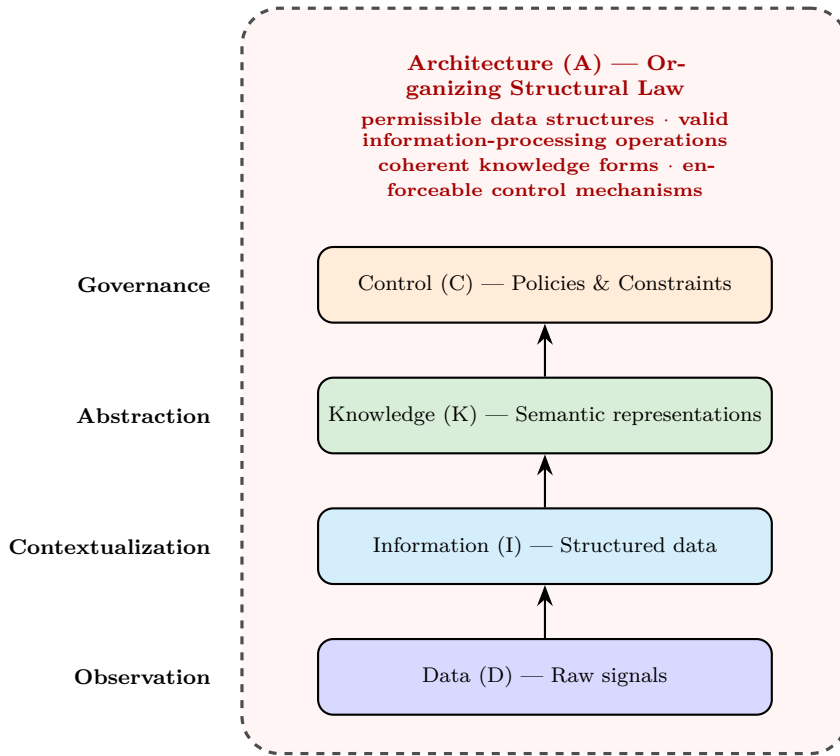 Architecture (A) — Or-
ganizing Structural Law
permissible data structures · valid
information-processing operations
coherent knowledge forms · en-
forceable control mechanisms
Governance
Control (C) — Policies & Constraints
Abstraction
Knowledge (K) — Semantic representations
Contextualization
Information (I) — Structured data
Observation
Data (D) — Raw signals